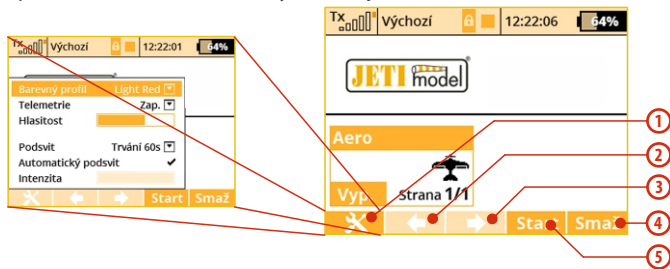 Tx Výchozí 12:22:01 64%
Barevný profil Light Red
Telemetrie Zap.
Hlasitost
Podsvit Trvání 60s
Automatický podsvit
Intenzita
Start Smaž
Tx Výchozí 12:22:06 64%
JETI model
Aero
Vyp
Strana 1/1
Start Smaž
1
2
3
4
5